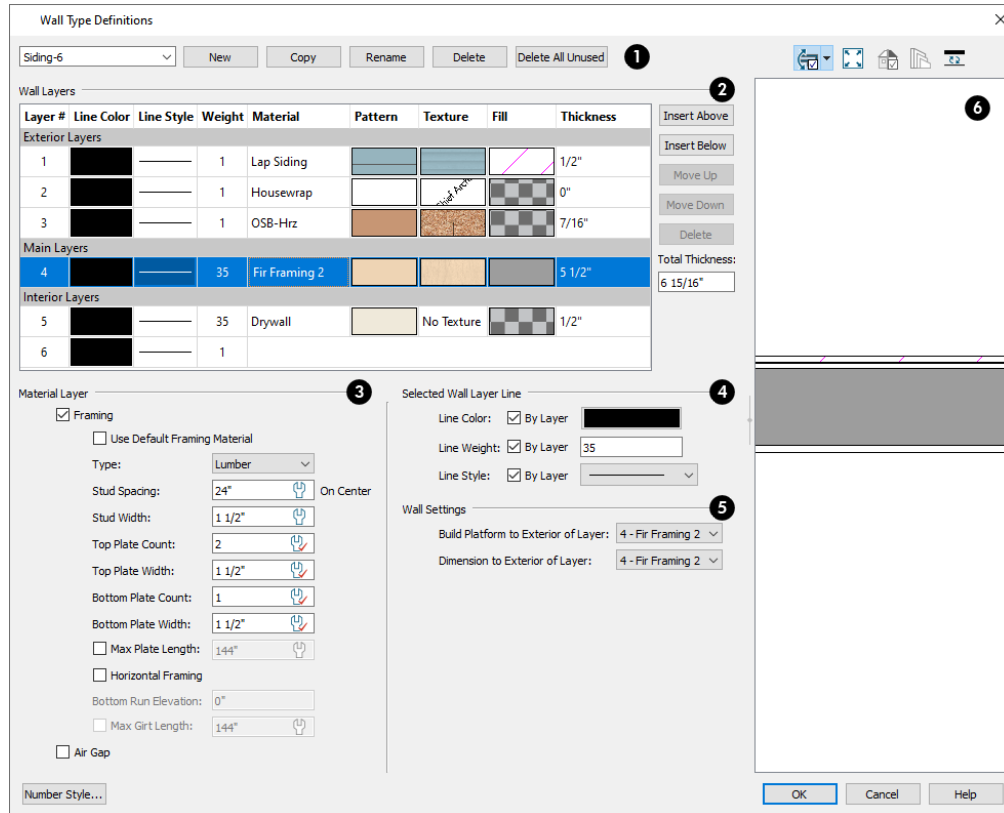 Wall Type Definitions
Siding-6 New Copy Rename Delete Delete All Unused 1
Wall Layers 2
Layer # Line Color Line Style Weight Material Pattern Texture Fill Thickness
Exterior Layers
1 1 Lap Siding 1/2"
2 1 Housewrap Chief Arch 0"
3 1 OSB-Hrz 7/16"
Main Layers
4 35 Fir Framing 2 5 1/2"
Interior Layers
5 35 Drywall No Texture 1/2"
6 1
Insert Above
Insert Below
Move Up
Move Down
Delete
Total Thickness:
6 15/16"
6
Material Layer 3
Framing
Use Default Framing Material
Type: Lumber
Stud Spacing: 24" On Center
Stud Width: 1 1/2"
Top Plate Count: 2
Top Plate Width: 1 1/2"
Bottom Plate Count: 1
Bottom Plate Width: 1 1/2"
Max Plate Length: 144"
Horizontal Framing
Bottom Run Elevation: 0"
Max Girt Length: 144"
Air Gap
Selected Wall Layer Line 4
Line Color: By Layer
Line Weight: By Layer 35
Line Style: By Layer
Wall Settings 5
Build Platform to Exterior of Layer: 4 - Fir Framing 2
Dimension to Exterior of Layer: 4 - Fir Framing 2
Number Style... OK Cancel Help